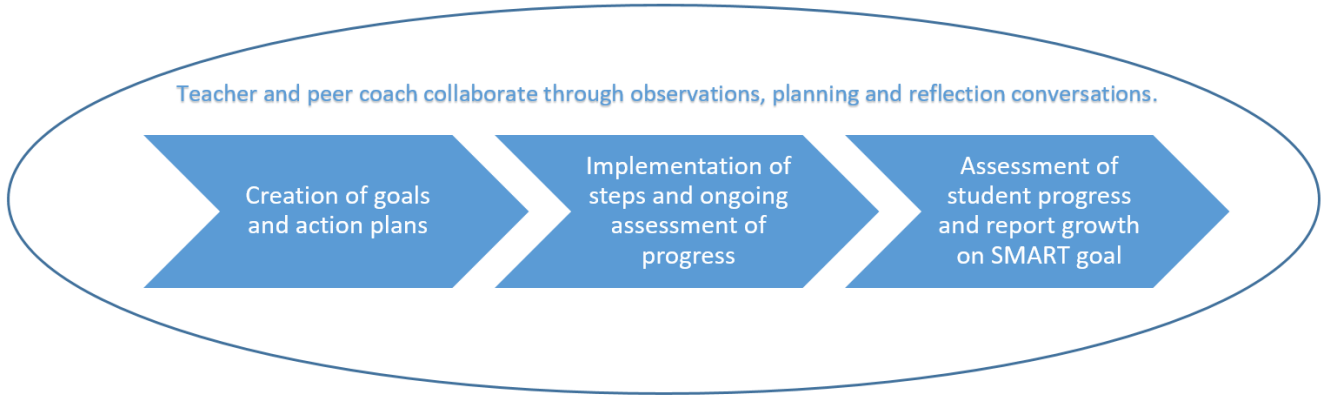 Teacher and peer coach collaborate through observations, planning and reflection conversations.
Creation of goals
and action plans
Implementation of
steps and ongoing
assessment of
progress
Assessment of
student progress
and report growth
on SMART goal